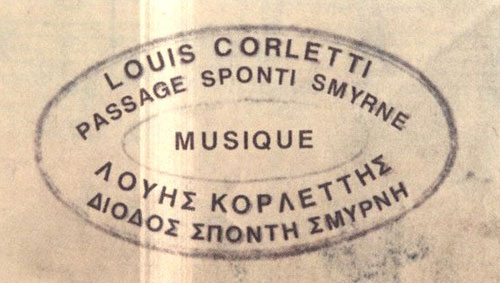 LOUIS CORLETTI
PASSAGE SPONTI SMYRNE
MUSIQUE
ΛΟΥΗΣ ΚΟΡΛΕΤΤΗΣ
ΔΙΟΔΟΣ ΣΠΟΝΤΗ ΣΜΥΡΝΗ